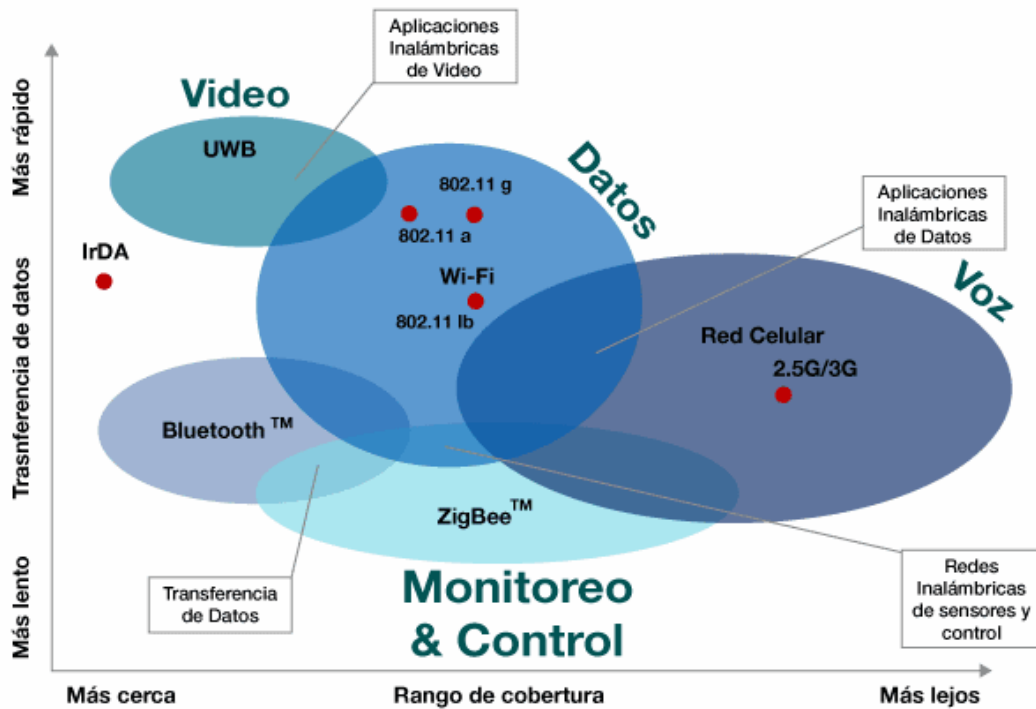 Aplicaciones
Inalámbricas
de Video
Video
UWB
Datos
802.11 g
802.11 a
Aplicaciones
Inalámbricas
de Datos
IrDA
Wi-Fi
802.11 lb
Voz
Red Celular
2.5G/3G
Bluetooth TM
ZigBee TM
Transferencia
de Datos
Monitoreo
& Control
Redes
Inalámbricas
de sensores y
control
Más rápido
Trasnferencia de datos
Más lento
Más cerca
Rango de cobertura
Más lejos